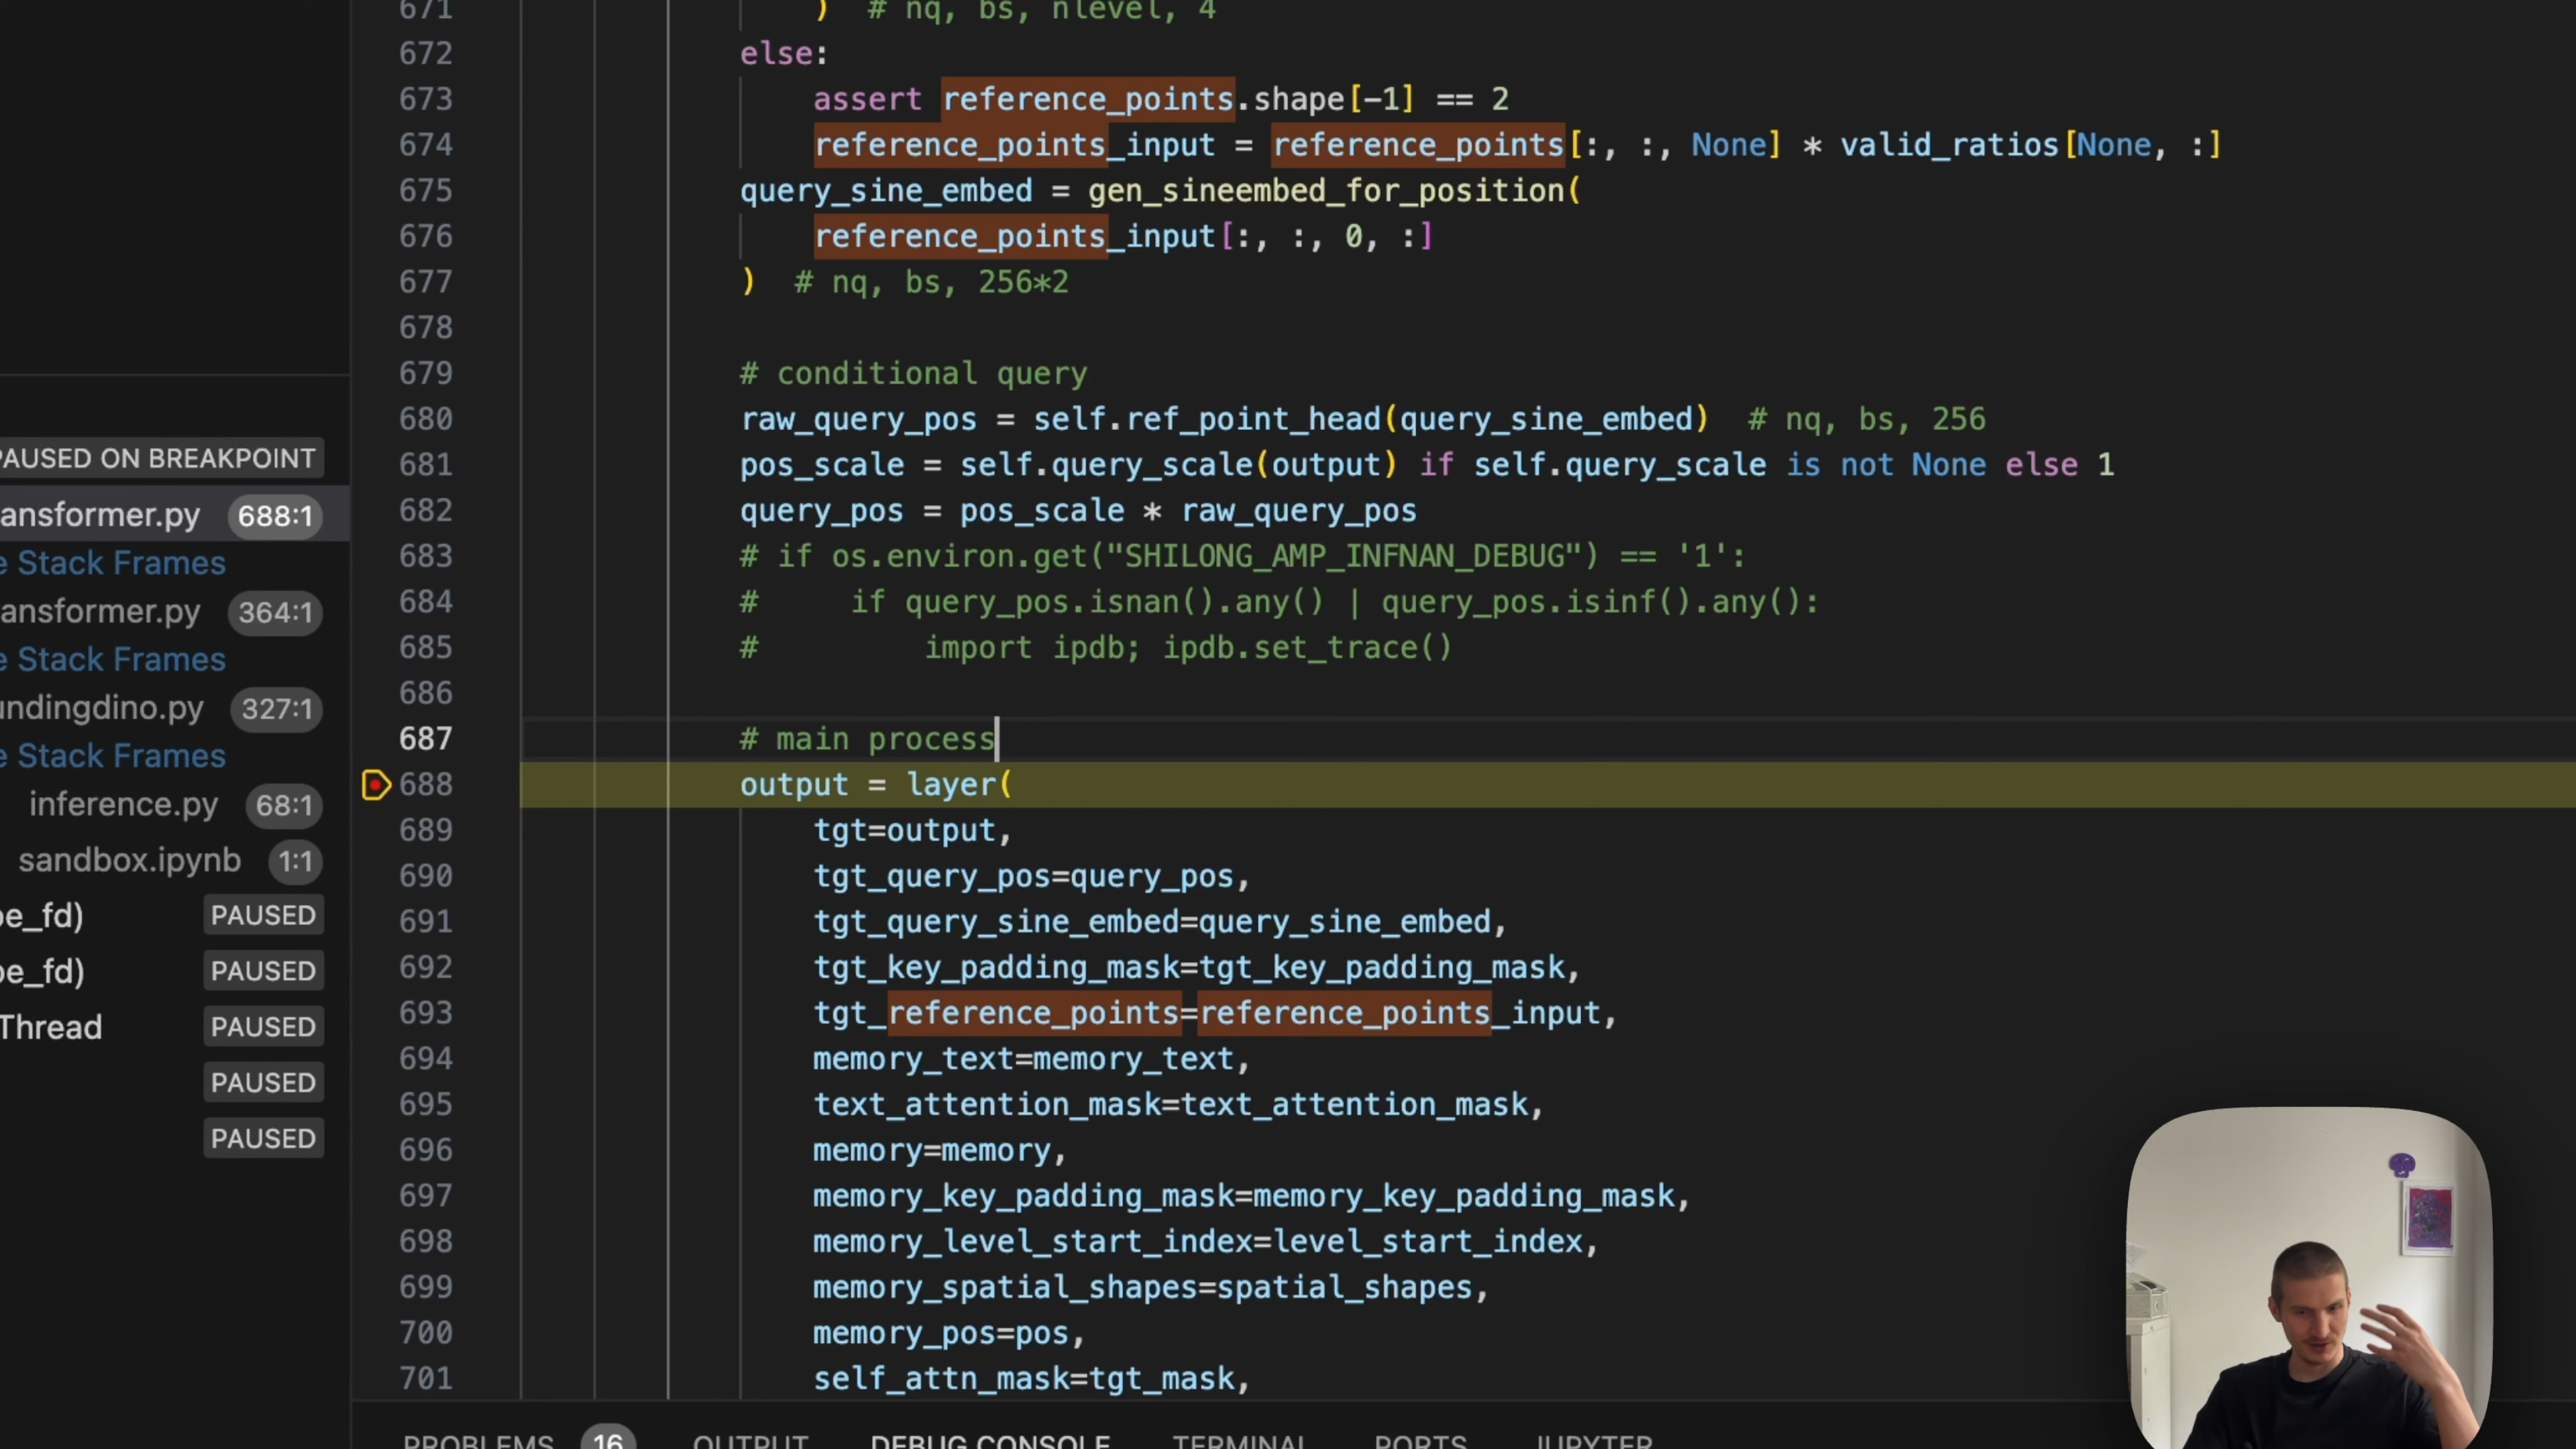 671 ) # nq, bs, nlevel, 4
672 else:
673 assert reference_points.shape[-1] == 2
674 reference_points_input = reference_points[:, :, None] * valid_ratios[None, :]
675 query_sine_embed = gen_sineembed_for_position(
676 reference_points_input[:, :, 0, :]
677 ) # nq, bs, 256*2
678
679 # conditional query
680 raw_query_pos = self.ref_point_head(query_sine_embed) # nq, bs, 256
681 pos_scale = self.query_scale(output) if self.query_scale is not None else 1
682 query_pos = pos_scale * raw_query_pos
683 # if os.environ.get("SHILONG_AMP_INFNAN_DEBUG") == '1':
684 # if query_pos.isnan().any() | query_pos.isinf().any():
685 # import ipdb; ipdb.set_trace()
686
687 # main process
688 output = layer(
689 tgt=output,
690 tgt_query_pos=query_pos,
691 tgt_query_sine_embed=query_sine_embed,
692 tgt_key_padding_mask=tgt_key_padding_mask,
693 tgt_reference_points=reference_points_input,
694 memory_text=memory_text,
695 text_attention_mask=text_attention_mask,
696 memory=memory,
697 memory_key_padding_mask=memory_key_padding_mask,
698 memory_level_start_index=level_start_index,
699 memory_spatial_shapes=spatial_shapes,
700 memory_pos=pos,
701 self_attn_mask=tgt_mask,
PAUSED ON BREAKPOINT
ansformer.py 688:1
e Stack Frames
ansformer.py 364:1
e Stack Frames
undingdino.py 327:1
e Stack Frames
inference.py 68:1
sandbox.ipynb 1:1
pe_fd) PAUSED
pe_fd) PAUSED
Thread PAUSED
PAUSED
PAUSED
PROBLEMS 16 OUTPUT DEBUG CONSOLE TERMINAL PORTS JUPYTER